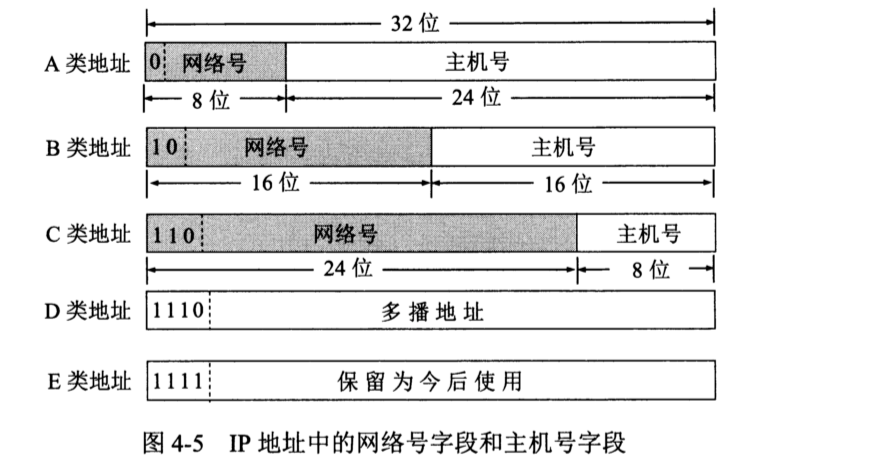 32 位
A 类地址 0 网络号 主机号
8 位 24 位
B 类地址 10 网络号 主机号
16 位 16 位
C 类地址 110 网络号 主机号
24 位 8 位
D 类地址 1110 多播地址
E 类地址 1111 保留为今后使用
图 4-5 IP 地址中的网络号字段和主机号字段